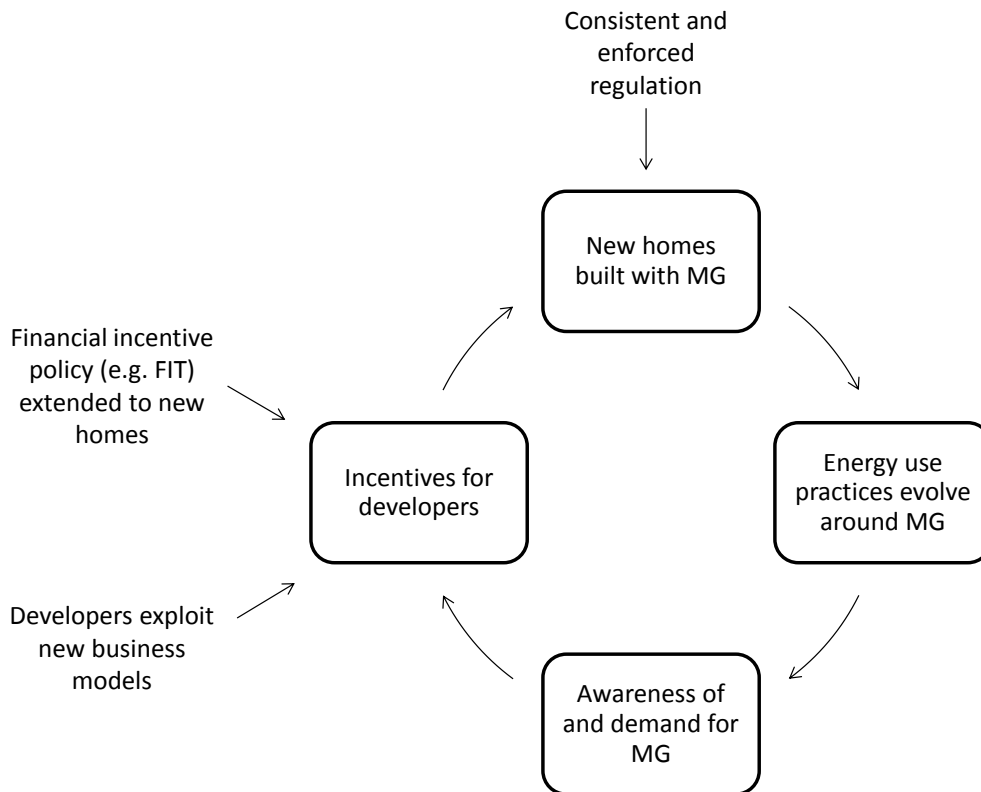 Consistent and
enforced
regulation
New homes
built with MG
Financial incentive
policy (e.g. FIT)
extended to new
homes
Incentives for
developers
Energy use
practices evolve
around MG
Developers exploit
new business
models
Awareness of
and demand for
MG